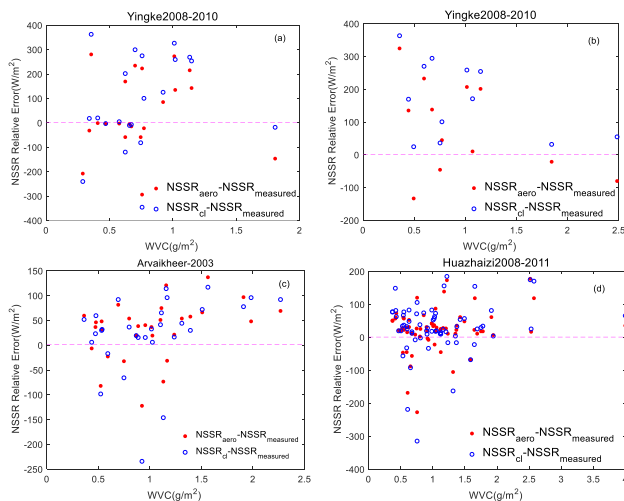 Yingke2008-2010
(a)
NSSR Relative Error(W/m²)
400
300
200
100
0
-100
-200
-300
-400
NSSRaero-NSSRmeasured
NSSRcl-NSSRmeasured
0
0.5
1
1.5
2
WVC(g/m²)
Yingke2008-2010
(b)
NSSR Relative Error(W/m²)
400
300
200
100
0
-100
-200
NSSRaero-NSSRmeasured
NSSRcl-NSSRmeasured
0
0.5
1
1.5
2
2.5
WVC(g/m²)
Arvaikheer-2003
(c)
NSSR Relative Error(W/m²)
150
100
50
0
-50
-100
-150
-200
-250
NSSRaero-NSSRmeasured
NSSRcl-NSSRmeasured
0
0.5
1
1.5
2
2.5
WVC(g/m²)
Huazhaizi2008-2011
(d)
NSSR Relative Error(W/m²)
200
100
0
-100
-200
-300
-400
NSSRaero-NSSRmeasured
NSSRcl-NSSRmeasured
0
0.5
1
1.5
2
2.5
3
3.5
4
WVC(g/m²)